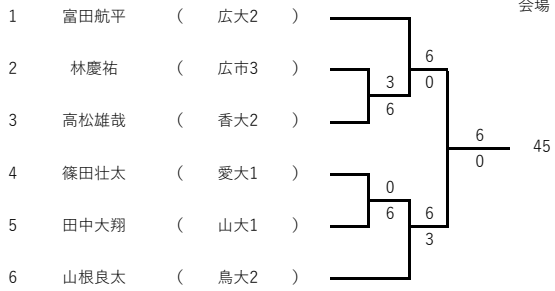 会場
1 富田航平 ( 広大2 )
6
2 林慶祐 ( 広市3 )
3 0
6
3 高松雄哉 ( 香大2 )
6
45
0
4 篠田壮太 ( 愛大1 )
0
6 6
5 田中大翔 ( 山大1 )
3
6 山根良太 ( 鳥大2 )